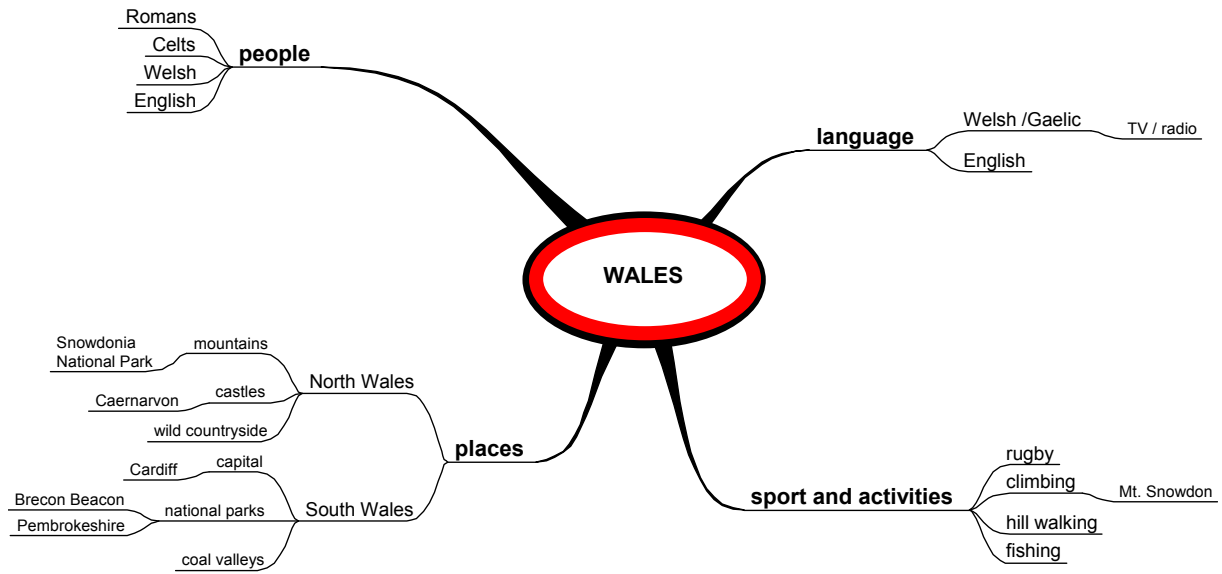 WALES
people
Romans
Celts
Welsh
English
language
Welsh /Gaelic
TV / radio
English
places
North Wales
mountains
Snowdonia
National Park
castles
Caernarvon
wild countryside
South Wales
capital
Cardiff
national parks
Brecon Beacon
Pembrokeshire
coal valleys
sport and activities
rugby
climbing
Mt. Snowdon
hill walking
fishing